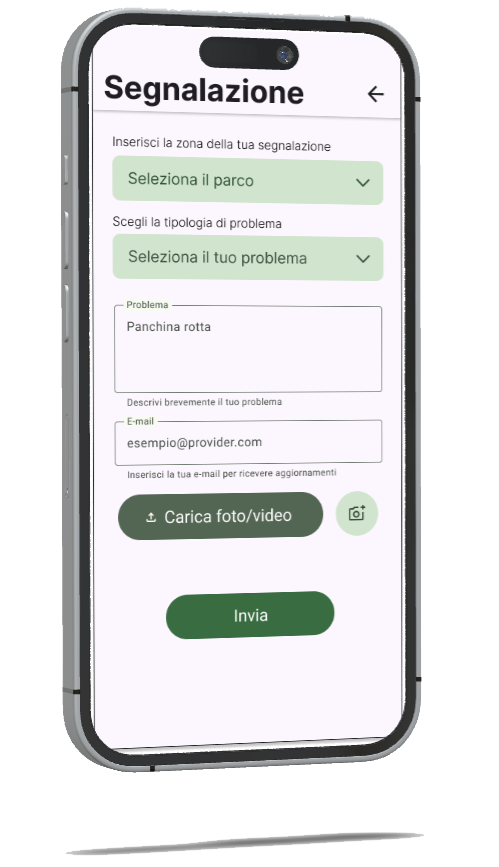 Segnalazione
Inserisci la zona della tua segnalazione
Seleziona il parco
Scegli la tipologia di problema
Seleziona il tuo problema
Problema
Panchina rotta
Descrivi brevemente il tuo problema
E-mail
esempio@provider.com
Inserisci la tua e-mail per ricevere aggiornamenti
Carica foto/video
Invia